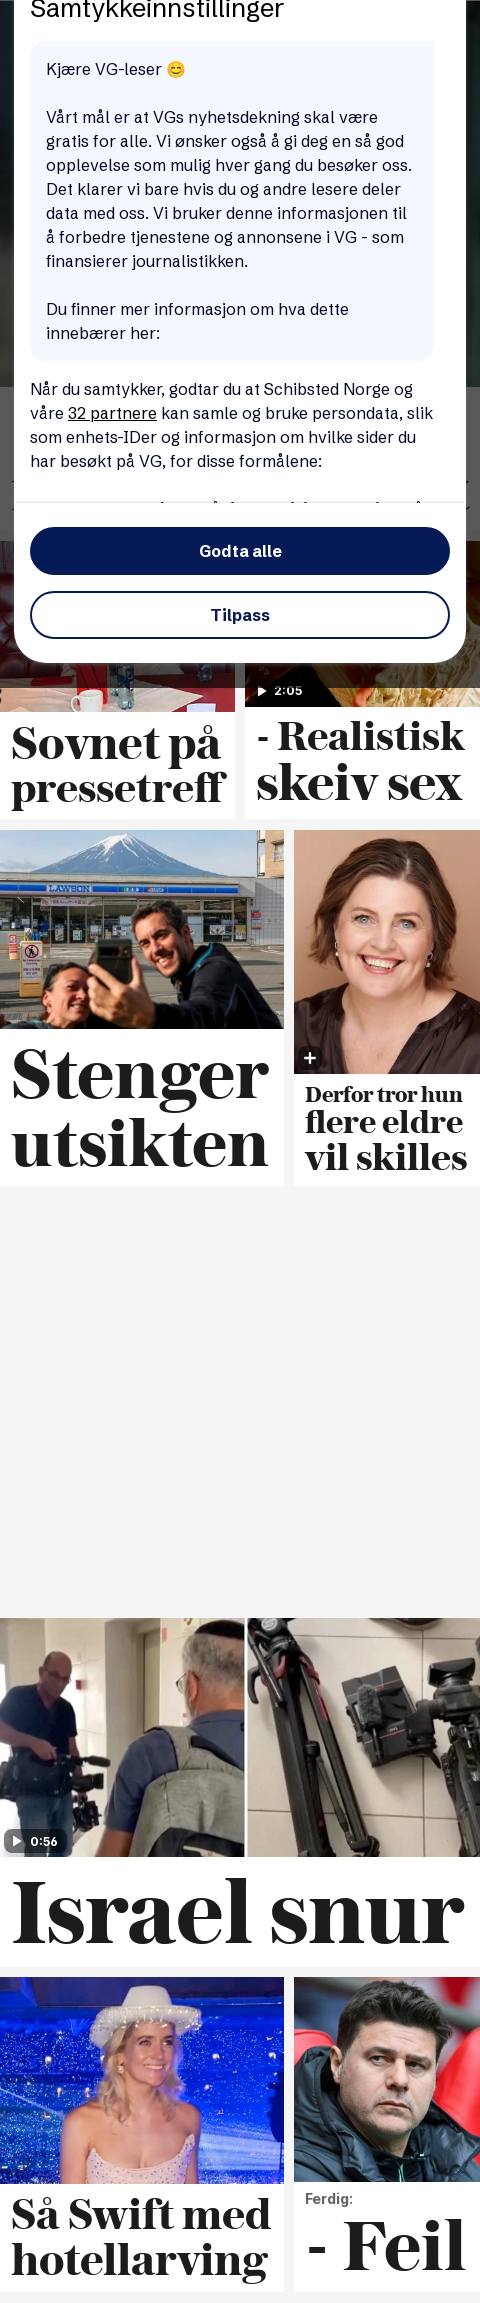 Samtykkeinnstillinger
Kjære VG-leser 😊
Vårt mål er at VGs nyhetsdekning skal være
gratis for alle. Vi ønsker også å gi deg en så god
opplevelse som mulig hver gang du besøker oss.
Det klarer vi bare hvis du og andre lesere deler
data med oss. Vi bruker denne informasjonen til
å forbedre tjenestene og annonsene i VG - som
finansierer journalistikken.
Du finner mer informasjon om hva dette
innebærer her:
Når du samtykker, godtar du at Schibsted Norge og
våre 32 partnere kan samle og bruke persondata, slik
som enhets-IDer og informasjon om hvilke sider du
har besøkt på VG, for disse formålene:
Godta alle
Tilpass
2:05
Sovnet på
pressetreff
- Realistisk
skeiv sex
LAWSON
Stenger
utsikten
Derfor tror hun
flere eldre
vil skilles
0:56
Israel snur
Så Swift med
hotellarving
Ferdig:
- Feil